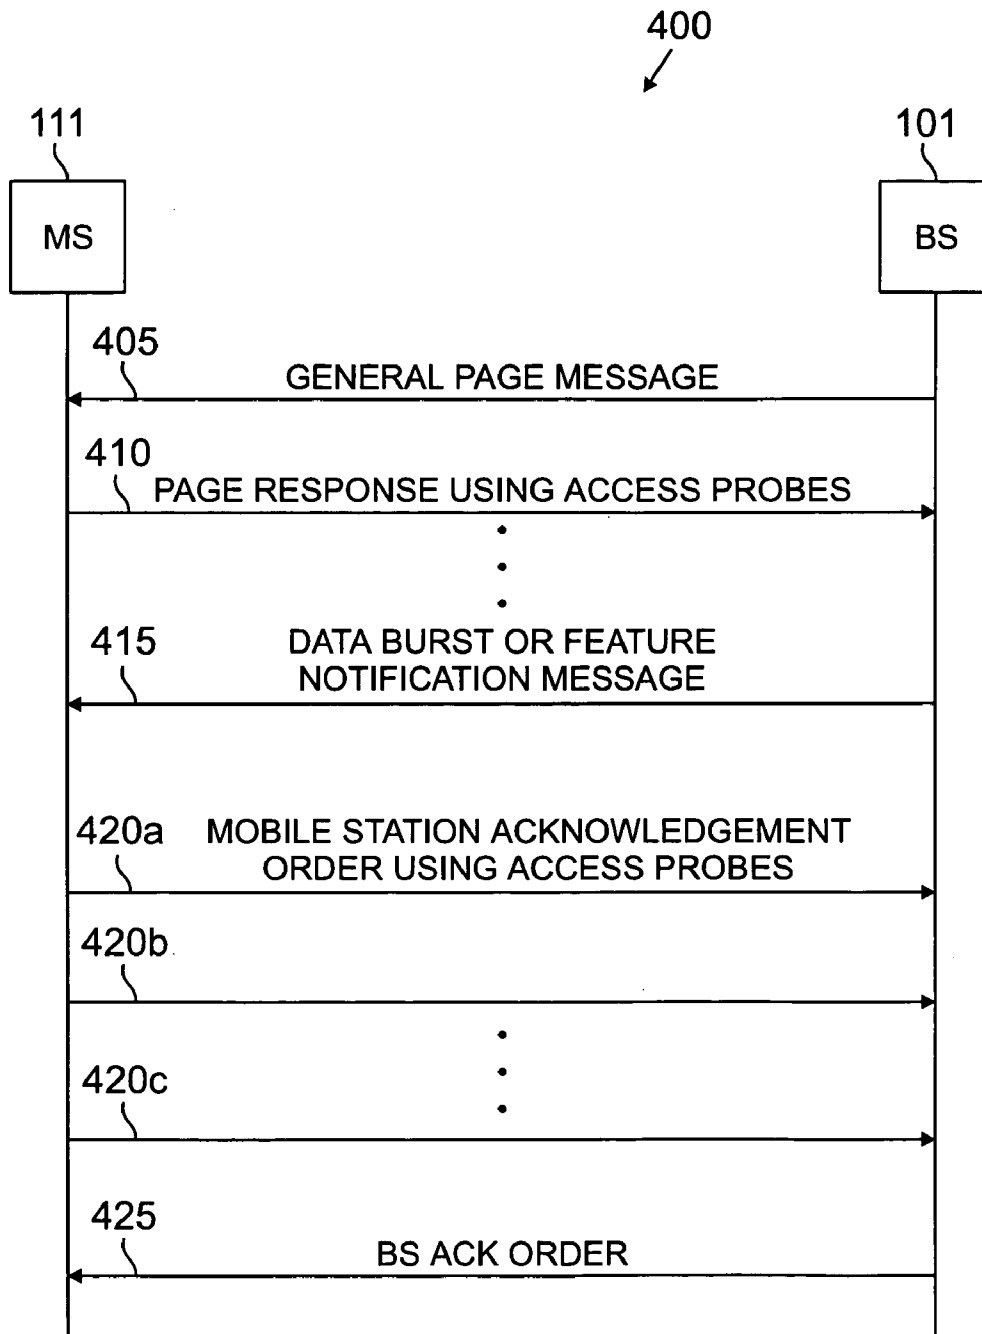 400
111
101
MS
BS
405
GENERAL PAGE MESSAGE
410
PAGE RESPONSE USING ACCESS PROBES
415
DATA BURST OR FEATURE
NOTIFICATION MESSAGE
420a
MOBILE STATION ACKNOWLEDGEMENT
ORDER USING ACCESS PROBES
420b
420c
425
BS ACK ORDER